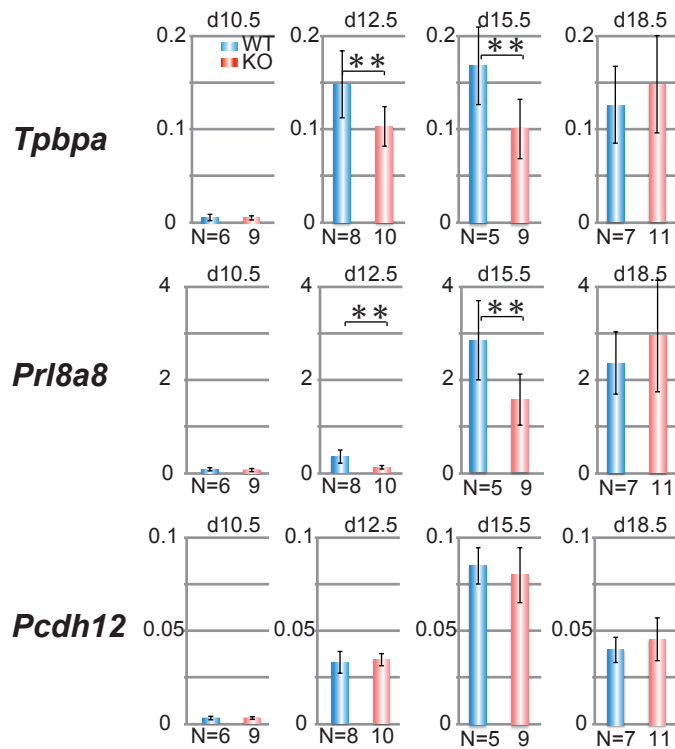 d10.5 d12.5 d15.5 d18.5
0.2 0.2 0.2 0.2
WT
KO
** **
Tpbpa
0.1 0.1 0.1
0 0 0 0
N=6 9 N=8 10 N=5 9 N=7 11
d10.5 d12.5 d15.5 d18.5
4 4 4 4
** **
Prl8a8
2 2 2 2
0 0 0 0
N=6 9 N=8 10 N=5 9 N=7 11
d10.5 d12.5 d15.5 d18.5
0.1 0.1 0.1 0.1
Pcdh12
0.05 0.05 0.05 0.05
0 0 0 0
N=6 9 N=8 10 N=5 9 N=7 11